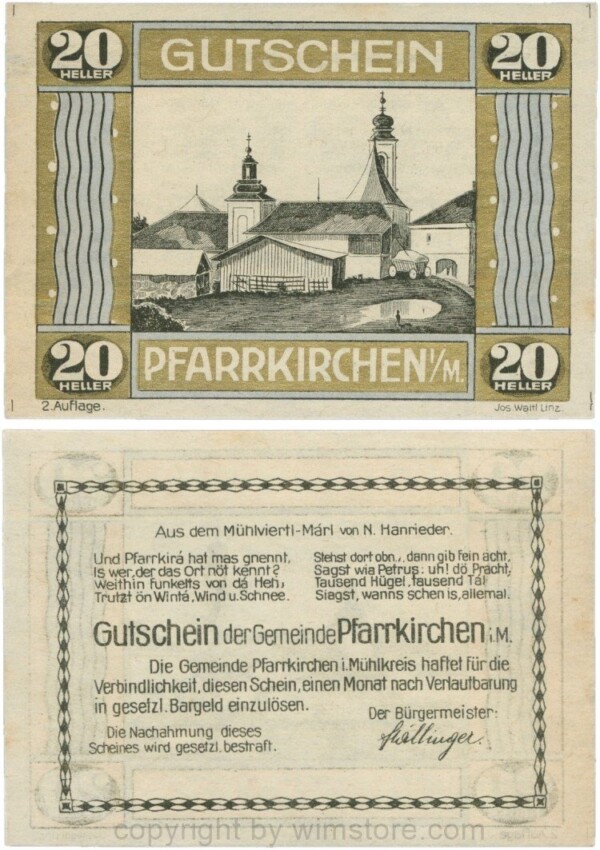 20 HELLER
GUTSCHEIN
20 HELLER
20 HELLER
PFARRKIRCHEN i/M.
20 HELLER
2. Auflage.
Jos. Weitl Linz.
Aus dem Mühlviertl-Märl von N. Hanrieder.
Und Pfarrkirá hat mas gnennt,
Is wer, der das Ort nöt kennt?
Weithin funkelts von dá Heh,
Trutzt ön Wintá, Wind u. Schnee.
Stehst dort obn., dann gib fein acht,
Sagst wia Petrus: uh! dö Pracht,
Tausend Hügel, tausend Tál
Siagst, wanns schen is, allemal.
Gutschein der Gemeinde Pfarrkirchen i.M.
Die Gemeinde Pfarrkirchen i. Mühlkreis haftet für die
Verbindlichkeit, diesen Schein, einen Monat nach Verlautbarung
in gesetzl. Bargeld einzulösen.
Der Bürgermeister:
Die Nachahmung dieses
Scheines wird gesetzl. bestraft.
copyright by wimstore.com